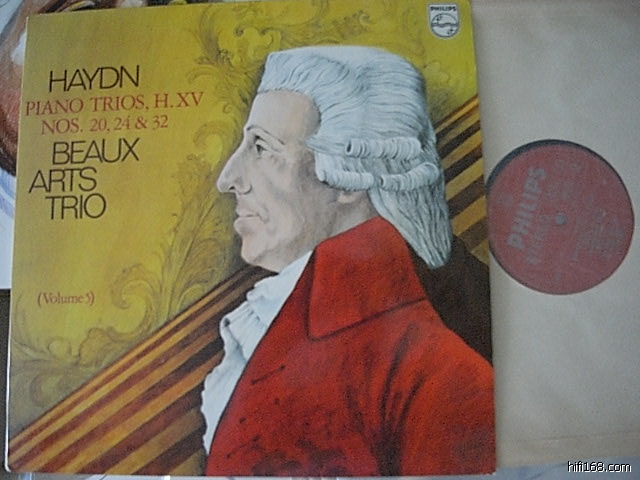 PHILIPS
HAYDN
PIANO TRIOS, H. XV
NOS. 20, 24 & 32
BEAUX
ARTS
TRIO
(Volume 5)
PHILIPS
hifi168.com